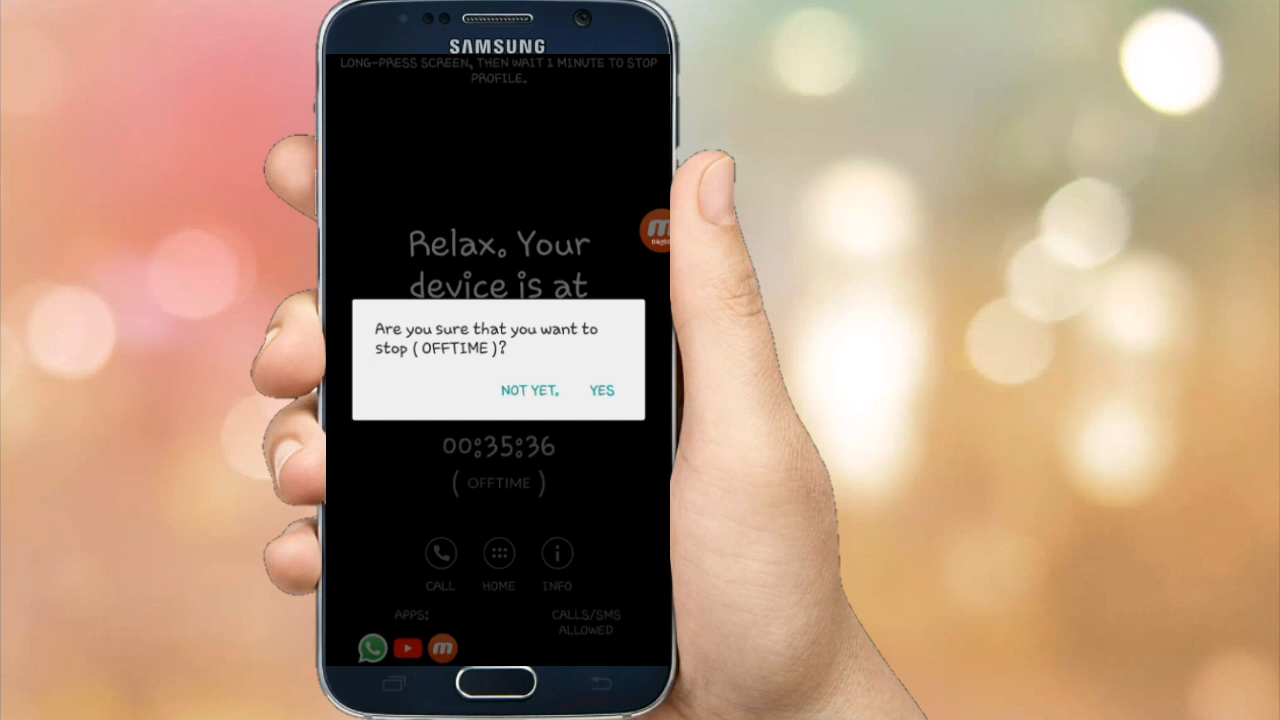 SAMSUNG
LONG-PRESS SCREEN, THEN WAIT 1 MINUTE TO STOP
PROFILE.
Relax. Your
device is at
Are you sure that you want to
stop ( OFFTIME )?
NOT YET. YES
00:35:36
( OFFTIME )
CALL HOME INFO
APPS: CALLS/SMS
ALLOWED